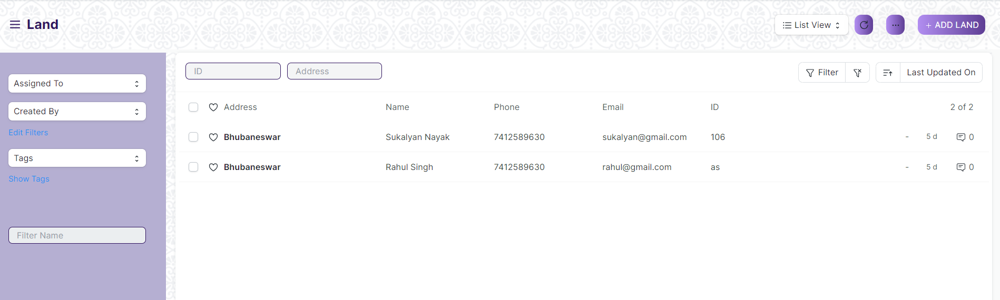 Land
List View
+ ADD LAND
Assigned To
Created By
Edit Filters
Tags
Show Tags
Filter Name
ID Address
Filter
Last Updated On
Address Name Phone Email ID 2 of 2
Bhubaneswar Sukalyan Nayak 7412589630 sukalyan@gmail.com 106 - 5 d 0
Bhubaneswar Rahul Singh 7412589630 rahul@gmail.com as - 5 d 0